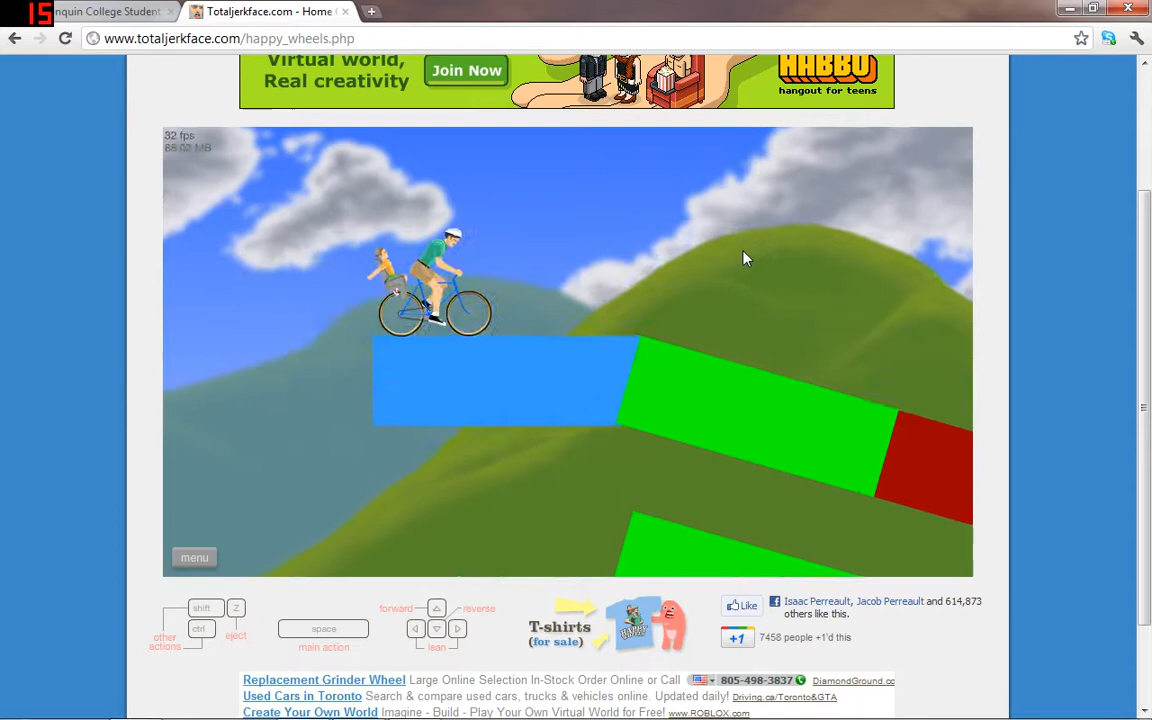 15
nquin College Student
Totaljerkface.com - Home
www.totaljerkface.com/happy_wheels.php
Virtual world,
Real creativity
Join Now
HABBO
hangout for teens
32 fps
menu
shift Z
ctrl
other actions
eject
space
main action
forward
reverse
lean
T-shirts
(for sale)
Like
Isaac Perreault, Jacob Perreault and 614,873
others like this.
+1
7458 people +1'd this
Replacement Grinder Wheel Large Online Selection In-Stock Order Online or Call 805-498-3837 DiamondGround.co
Used Cars in Toronto Search & compare used cars, trucks & vehicles online. Updated daily! Driving.ca/Toronto&GTA
Create Your Own World Imagine - Build - Play Your Own Virtual World for Free! www.ROBLOX.com